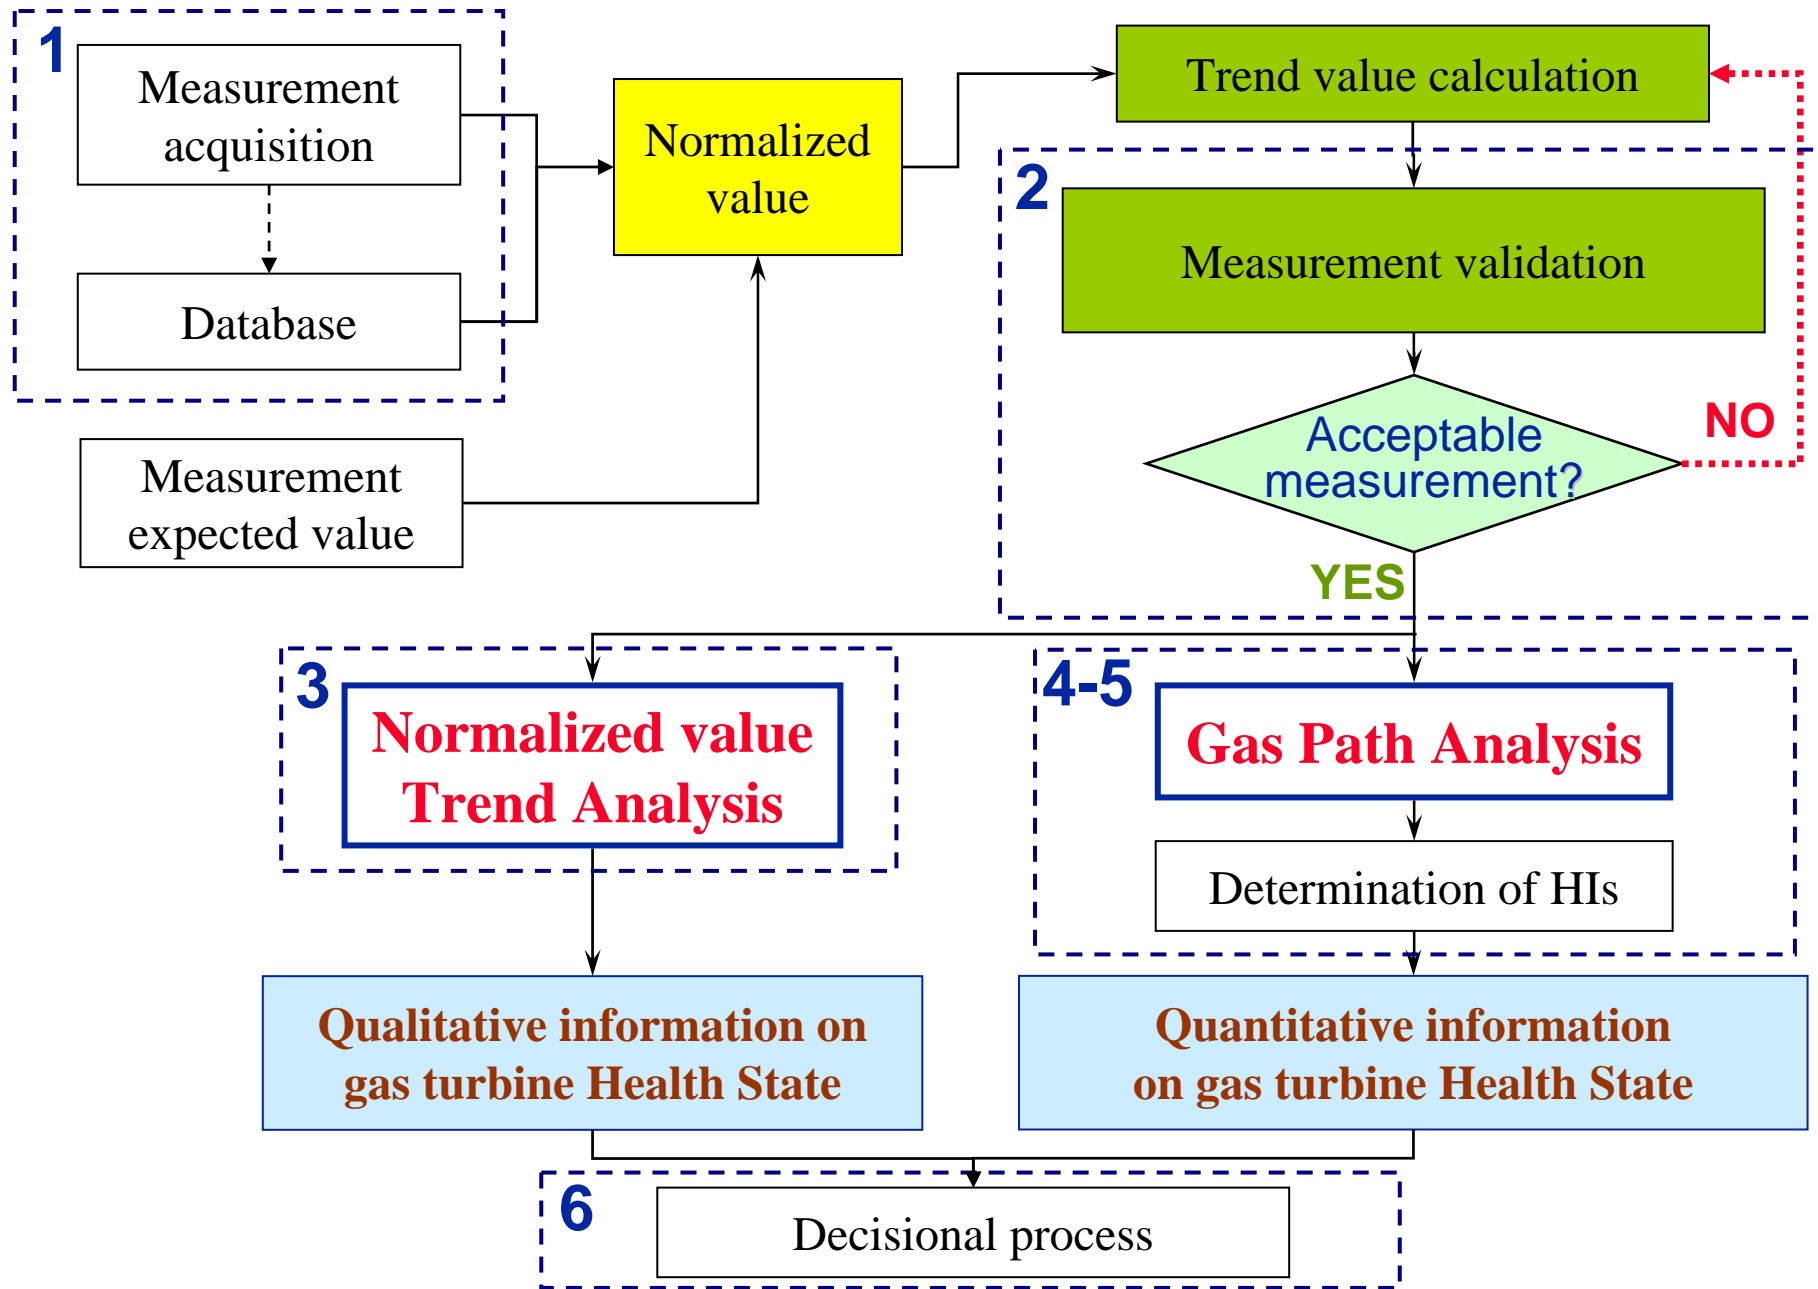 1
Measurement
acquisition
Database
Measurement
expected value
Normalized
value
Trend value calculation
2
Measurement validation
Acceptable
measurement?
NO
YES
3
Normalized value
Trend Analysis
4-5
Gas Path Analysis
Determination of HIs
Qualitative information on
gas turbine Health State
Quantitative information
on gas turbine Health State
6
Decisional process